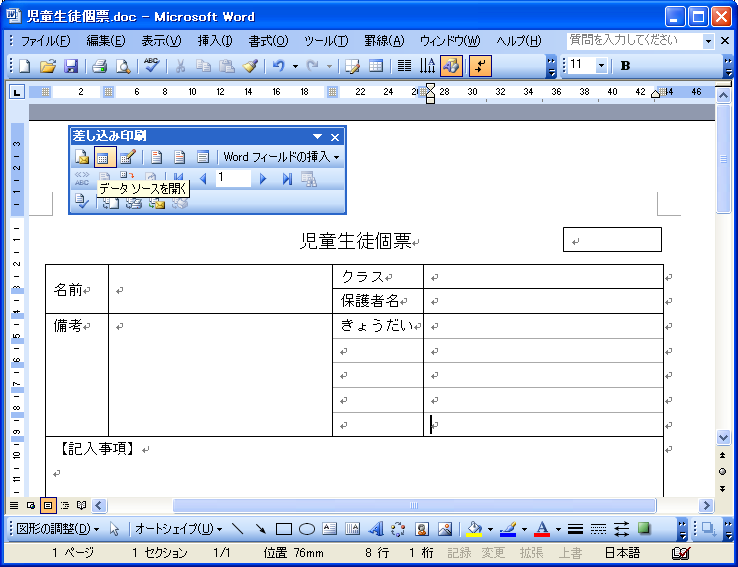 児童生徒個票.doc - Microsoft Word
ファイル(F) 編集(E) 表示(V) 挿入(I) 書式(O) ツール(T) 罫線(A) ウィンドウ(W) ヘルプ(H) 質問を入力してください
11 B
L 2 6 8 10 12 14 16 18 20 22 24 28 30 32 34 36 38 40 42 44 46
差し込み印刷
Word フィールドの挿入
ABC 1
データ ソースを開く
児童生徒個票
名前 クラス
保護者名
備考 きょうだい
【記入事項】
図形の調整(D) オートシェイプ(U)
1 ページ 1 セクション 1/1 位置 76mm 8 行 1 桁 記録 変更 拡張 上書 日本語